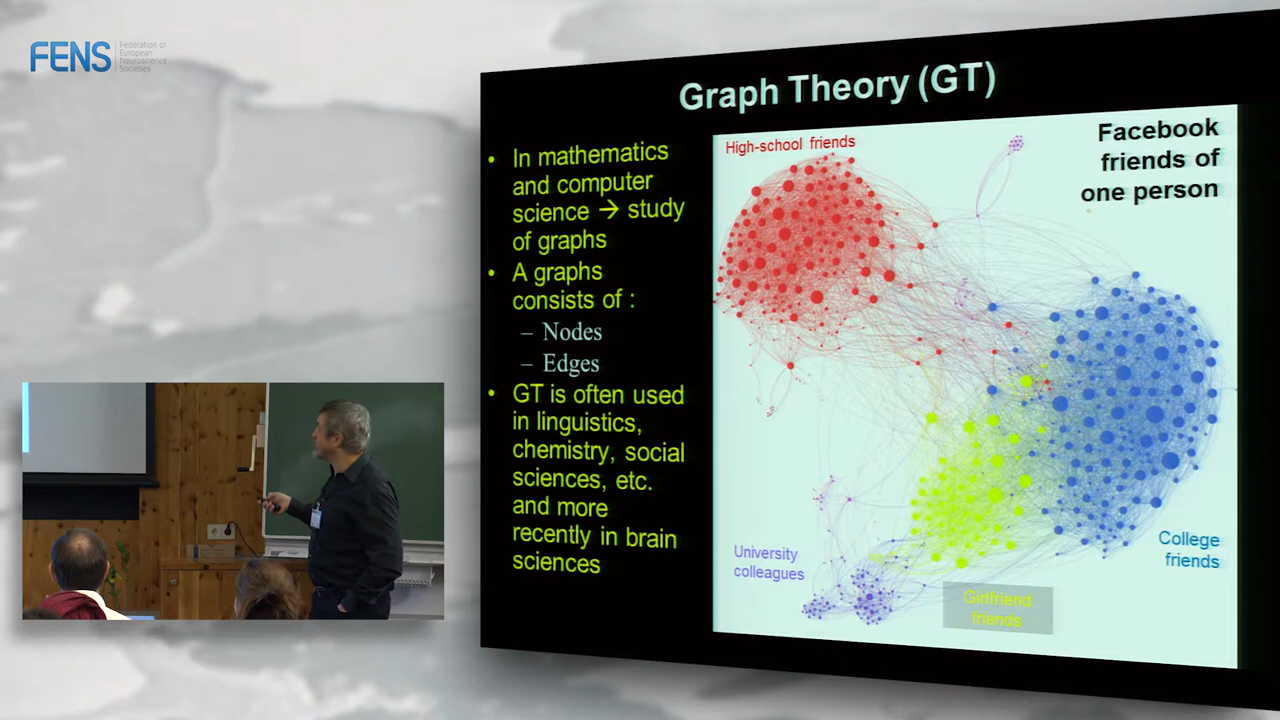 FENS
Federation of
European
Neuroscience
Societies
Graph Theory (GT)
• In mathematics
and computer
science → study
of graphs
• A graphs
consists of :
– Nodes
– Edges
• GT is often used
in linguistics,
chemistry, social
sciences, etc.
and more
recently in brain
sciences
High-school friends
Facebook
friends of
one person
University
colleagues
Girlfriend
friends
College
friends